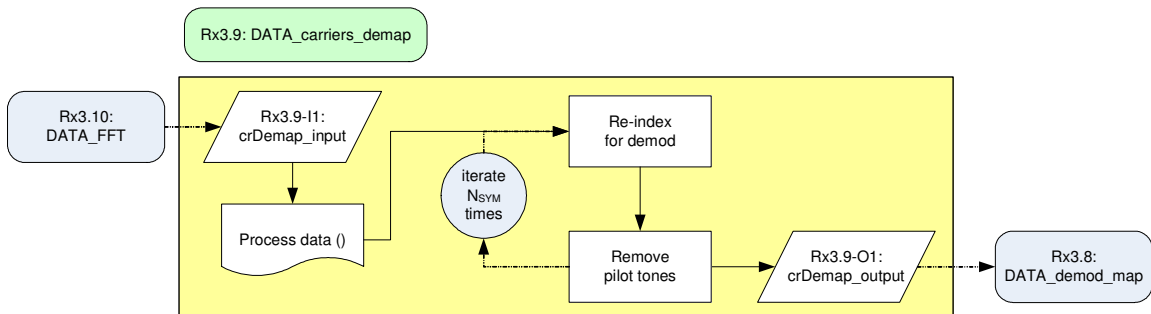 Rx3.9: DATA_carriers_demap
Rx3.10:
DATA_FFT
Rx3.9-I1:
crDemap_input
Process data ()
iterate
NSYM
times
Re-index
for demod
Remove
pilot tones
Rx3.9-O1:
crDemap_output
Rx3.8:
DATA_demod_map